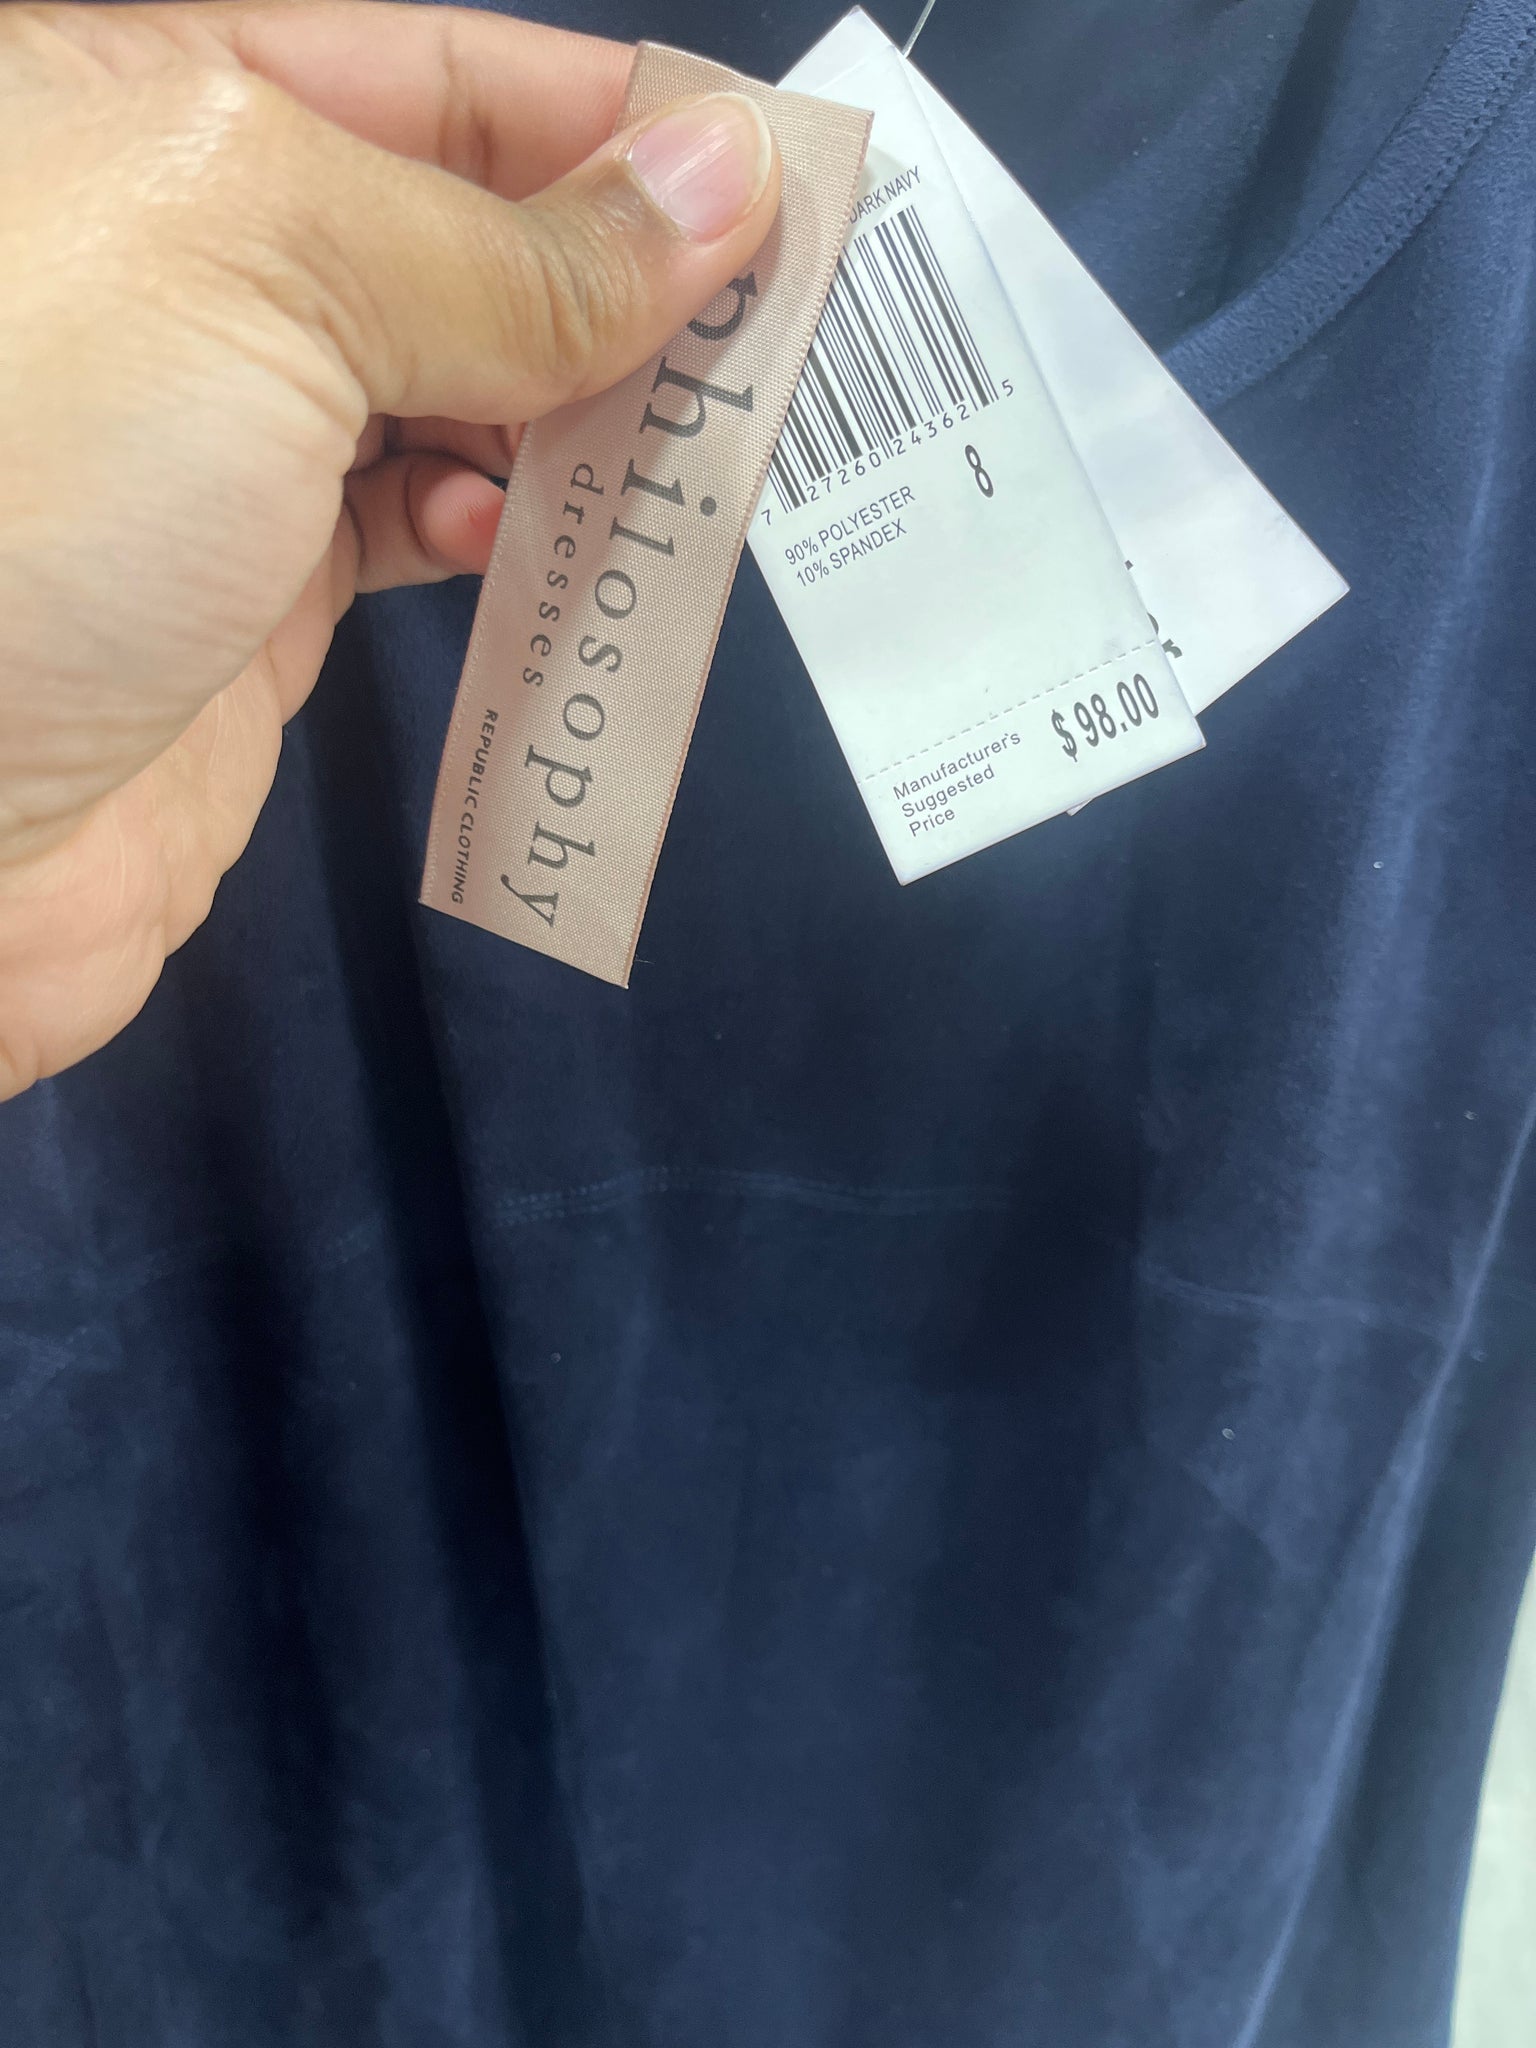 philosophy
dresses
REPUBLIC CLOTHING
DARK NAVY
7 27260 24362 5
8
90% POLYESTER
10% SPANDEX
$98.00
Manufacturer's
Suggested
Price